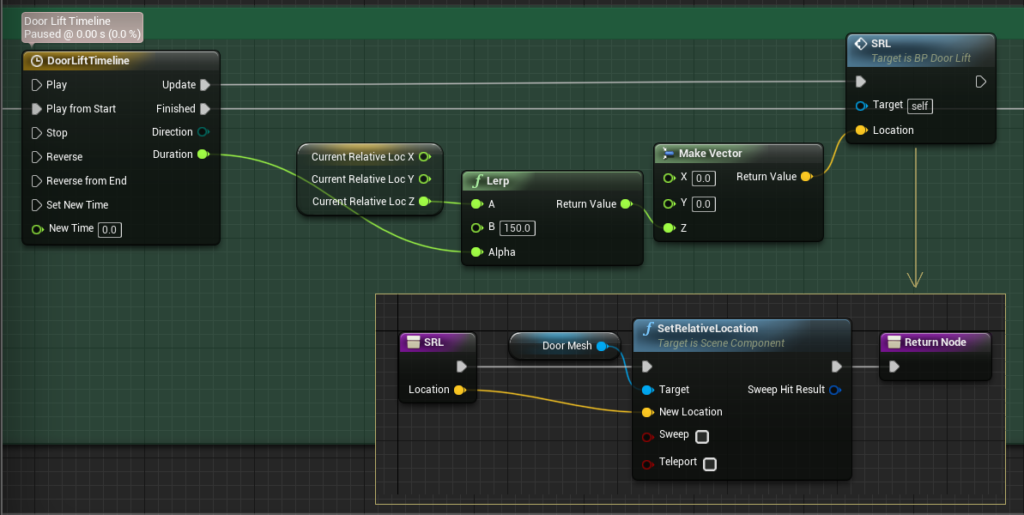 Door Lift Timeline
Paused @ 0.00 s (0.0 %)
DoorLiftTimeline
Play
Update
Play from Start
Finished
Stop
Direction
Reverse
Duration
Reverse from End
Set New Time
New Time 0.0
Current Relative Loc X
Current Relative Loc Y
Current Relative Loc Z
Lerp
A
Return Value
B 150.0
Alpha
Make Vector
X 0.0
Return Value
Y 0.0
Z
SRL
Target is BP Door Lift
Target self
Location
SRL
Location
Door Mesh
SetRelativeLocation
Target is Scene Component
Target
Sweep Hit Result
New Location
Sweep
Teleport
Return Node